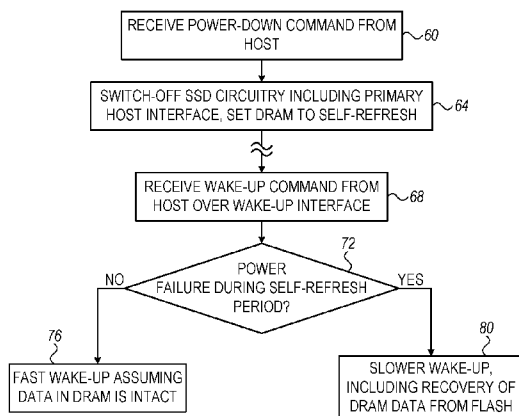 RECEIVE POWER-DOWN COMMAND FROM
HOST
60
SWITCH-OFF SSD CIRCUITRY INCLUDING PRIMARY
HOST INTERFACE, SET DRAM TO SELF-REFRESH
64
RECEIVE WAKE-UP COMMAND FROM
HOST OVER WAKE-UP INTERFACE
68
72
NO
POWER
FAILURE DURING SELF-REFRESH
PERIOD?
YES
76
FAST WAKE-UP ASSUMING
DATA IN DRAM IS INTACT
80
SLOWER WAKE-UP,
INCLUDING RECOVERY OF
DRAM DATA FROM FLASH